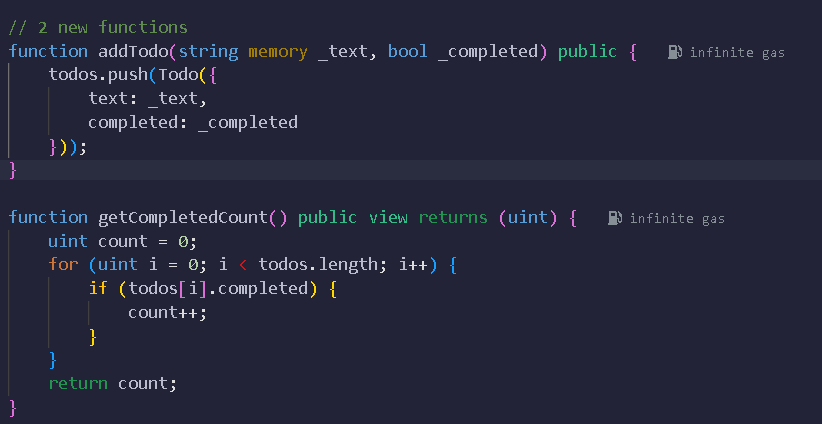 // 2 new functions
function addTodo(string memory _text, bool _completed) public {    infinite gas
    todos.push(Todo({
        text: _text,
        completed: _completed
    }));
}
function getCompletedCount() public view returns (uint) {    infinite gas
    uint count = 0;
    for (uint i = 0; i < todos.length; i++) {
        if (todos[i].completed) {
            count++;
        }
    }
    return count;
}